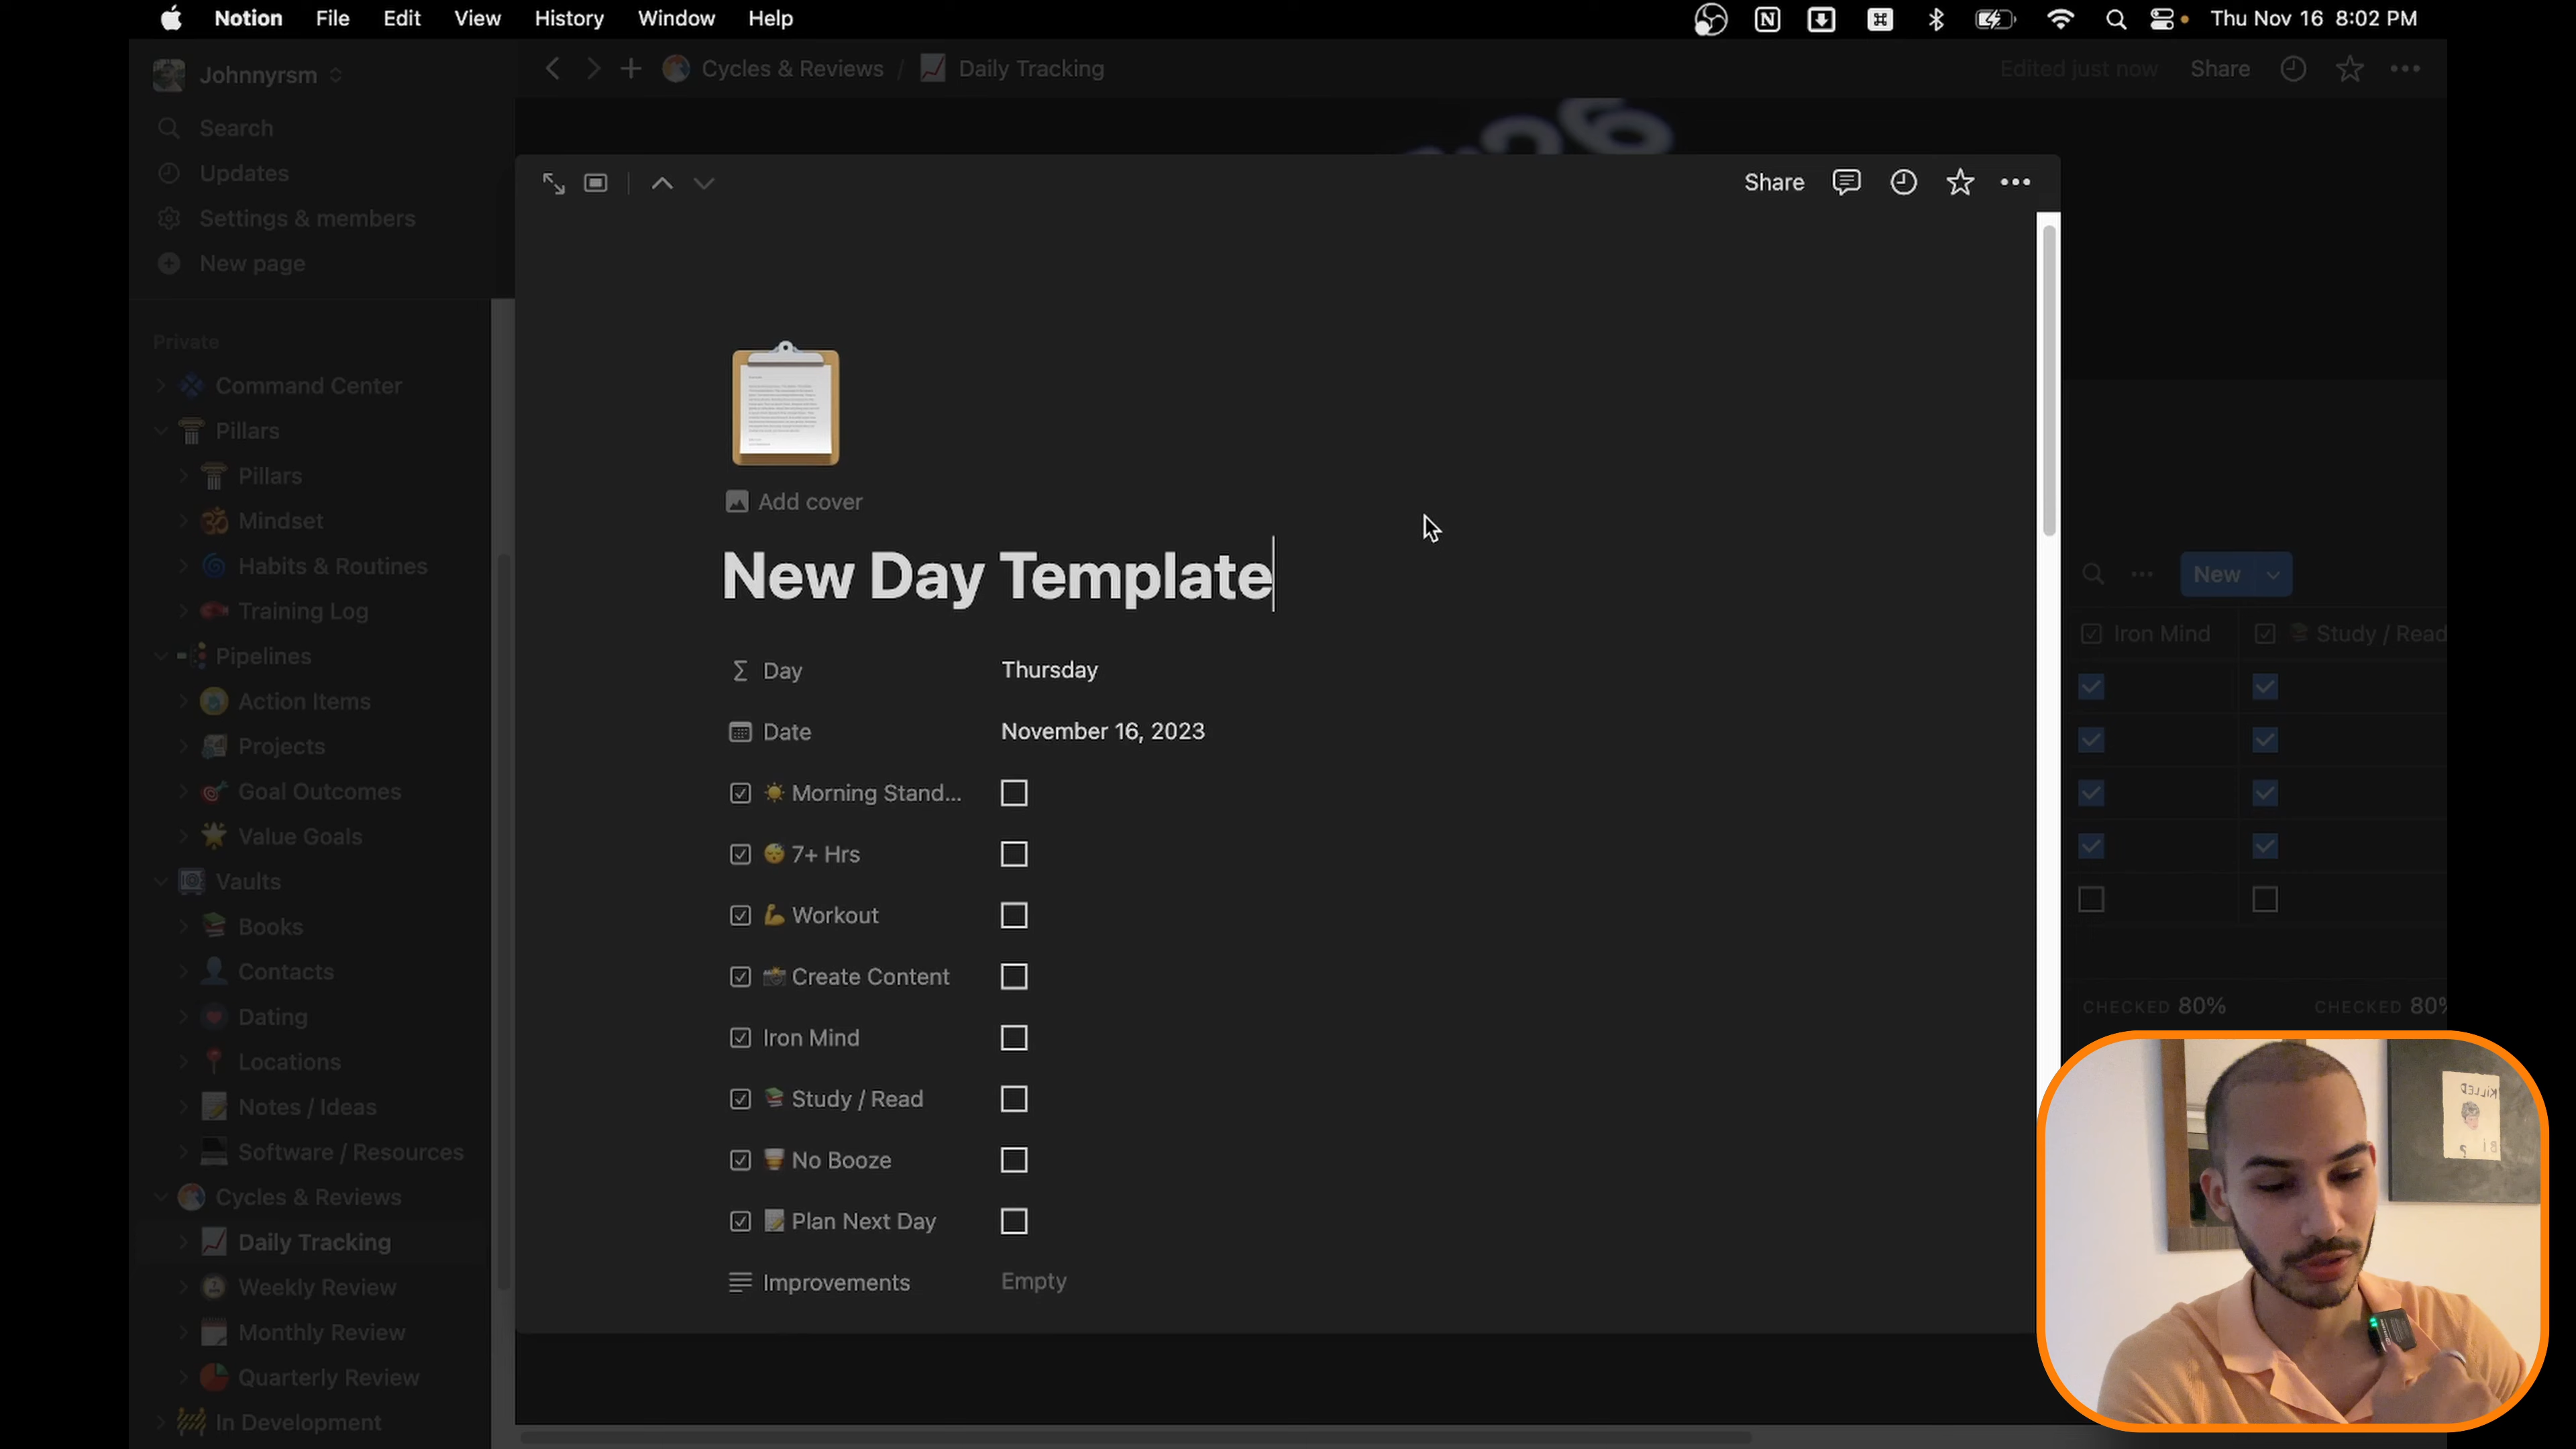 Notion File Edit View History Window Help
Thu Nov 16 8:02 PM
Johnnyrsm
Search
Updates
Settings & members
New page
Private
Command Center
Pillars
Pillars
Mindset
Habits & Routines
Training Log
Pipelines
Action Items
Projects
Goal Outcomes
Value Goals
Vaults
Books
Contacts
Dating
Locations
Notes / Ideas
Software / Resources
Cycles & Reviews
Daily Tracking
Weekly Review
Monthly Review
Quarterly Review
In Development
Cycles & Reviews / Daily Tracking
Edited just now Share
Share
Add cover
New Day Template
Day Thursday
Date November 16, 2023
Morning Stand...
7+ Hrs
Workout
Create Content
Iron Mind
Study / Read
No Booze
Plan Next Day
Improvements Empty
New
Iron Mind Study / Read
CHECKED 80% CHECKED 80%
KILLED